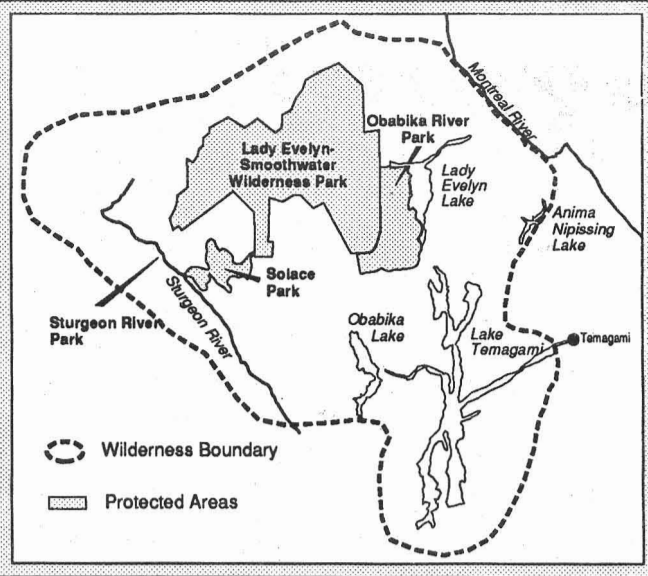 Montreal River
Obabika River
Park
Lady Evelyn-
Smoothwater
Wilderness Park
Lady
Evelyn
Lake
Anima
Nipissing
Lake
Solace
Park
Sturgeon River
Park
Sturgeon River
Obabika
Lake
Lake
Temagami
Temagami
Wilderness Boundary
Protected Areas